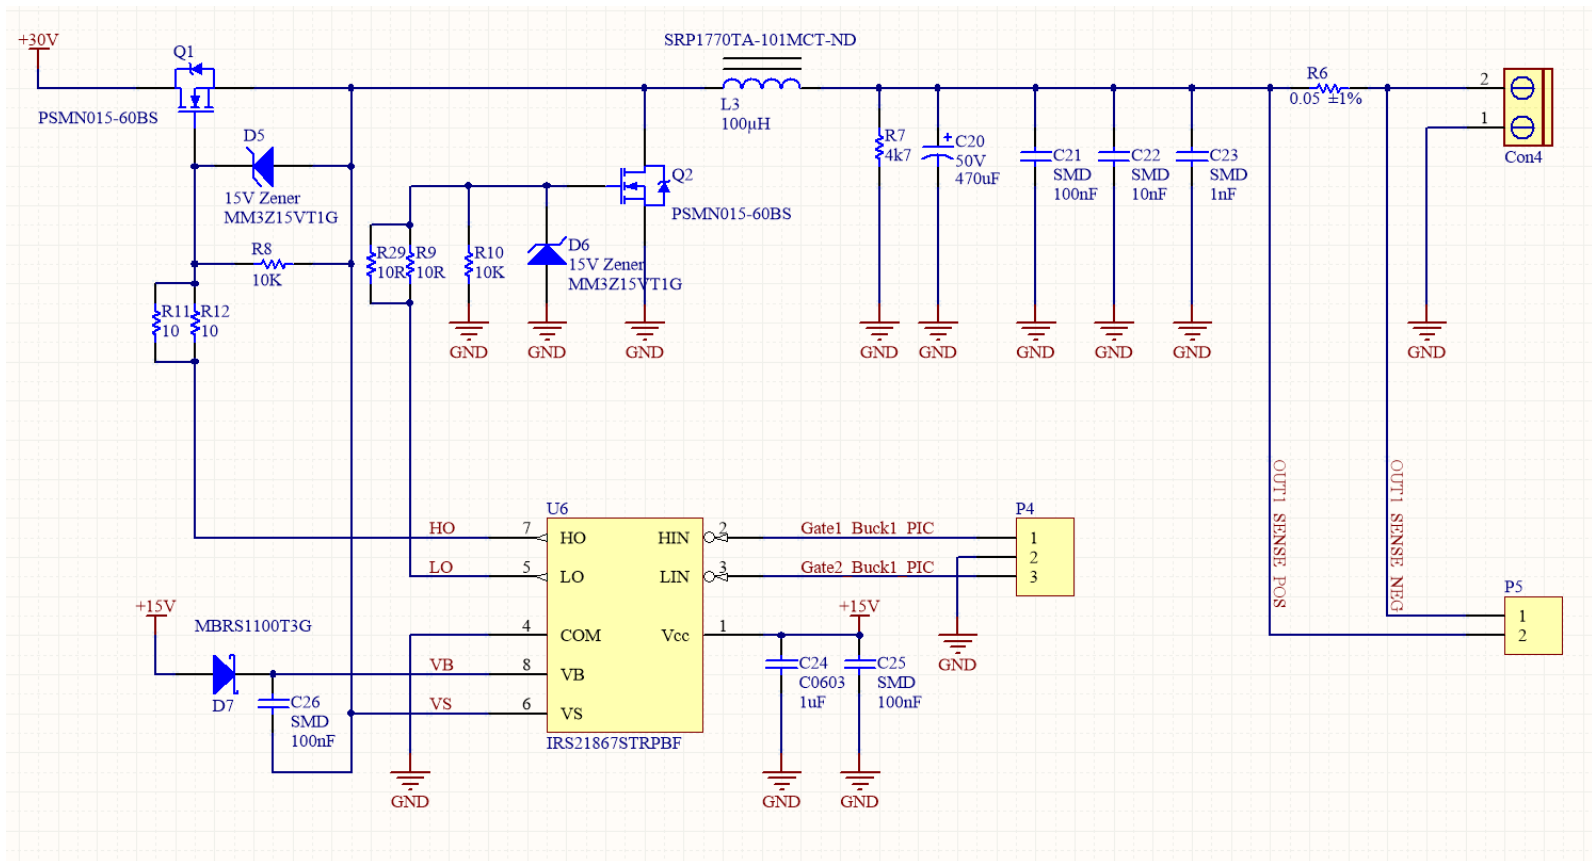 +30V
Q1
PSMN015-60BS
D5
15V Zener
MM3Z15VT1G
R8
10K
R11
10
R12
10
R29
10R
R9
10R
R10
10K
D6
15V Zener
MM3Z15VT1G
Q2
PSMN015-60BS
SRP1770TA-101MCT-ND
L3
100μH
R7
4k7
C20
50V
470uF
C21
SMD
100nF
C22
SMD
10nF
C23
SMD
1nF
R6
0.05 ±1%
2
1
Con4
GND
GND
GND
GND
GND
GND
GND
GND
GND
OUT1 SENSE POS
OUT1 SENSE NEG
U6
HO
7
HO
LO
5
LO
4
COM
VB
8
VB
VS
6
VS
HIN
2
LIN
3
Vcc
1
IRS21867STRPBF
Gate1 Buck1 PIC
Gate2 Buck1 PIC
P4
1
2
3
GND
+15V
MBRS1100T3G
D7
C26
SMD
100nF
GND
+15V
C24
C0603
1uF
C25
SMD
100nF
GND
GND
P5
1
2